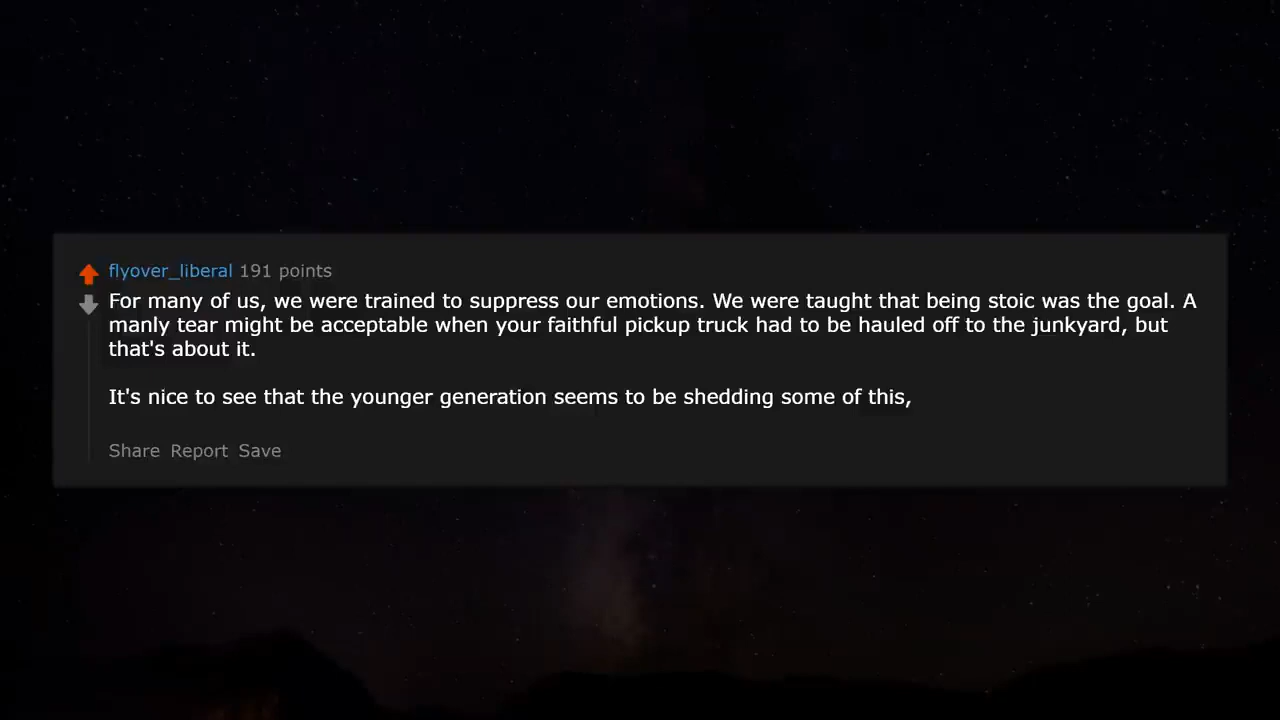 flyover_liberal 191 points
For many of us, we were trained to suppress our emotions. We were taught that being stoic was the goal. A
manly tear might be acceptable when your faithful pickup truck had to be hauled off to the junkyard, but
that's about it.
It's nice to see that the younger generation seems to be shedding some of this,
Share Report Save